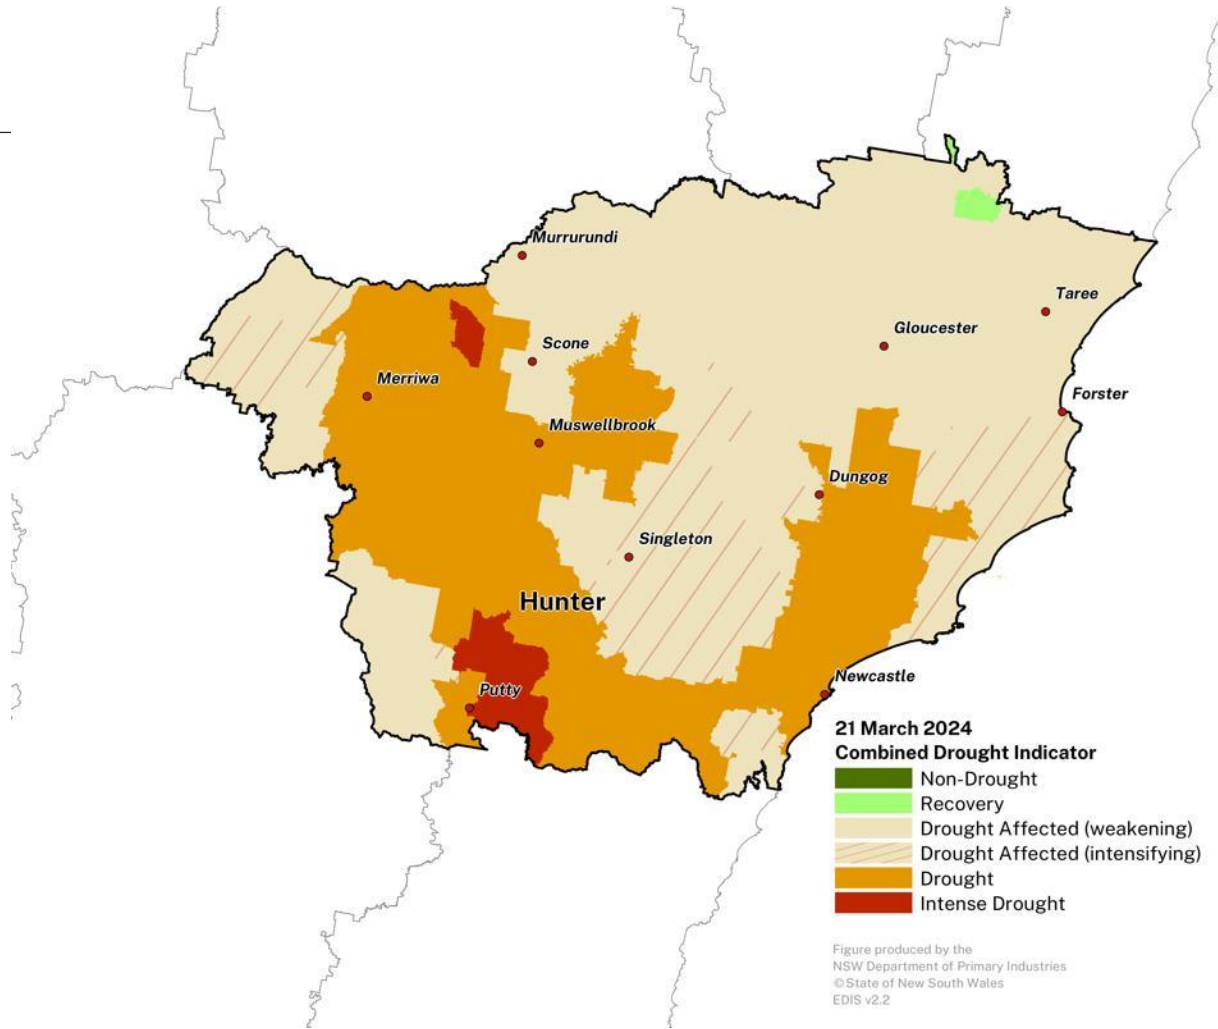 Murrurundi
Taree
Gloucester
Scone
Merriwa
Forster
Muswellbrook
Dungog
Singleton
Hunter
Putty
Newcastle
21 March 2024
Combined Drought Indicator
Non-Drought
Recovery
Drought Affected (weakening)
Drought Affected (intensifying)
Drought
Intense Drought
Figure produced by the
NSW Department of Primary Industries
© State of New South Wales
EDIS v2.2